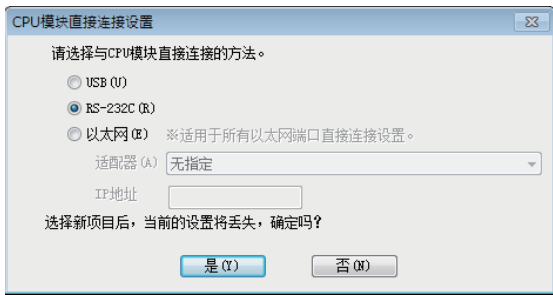 CPU模块直接连接设置
请选择与CPU模块直接连接的方法。
USB(U)
RS-232C(R)
以太网(E) ※适用于所有以太网端口直接连接设置。
适配器(A) 无指定
IP地址
选择新项目后，当前的设置将丢失，确定吗?
是(Y) 否(N)